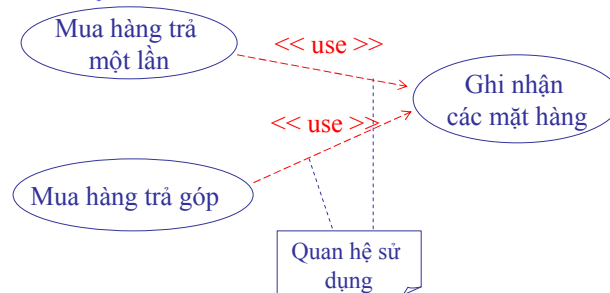 Mua hàng trả
một lần
<< use >>
Ghi nhận
các mặt hàng
<< use >>
Mua hàng trả góp
Quan hệ sử
dụng